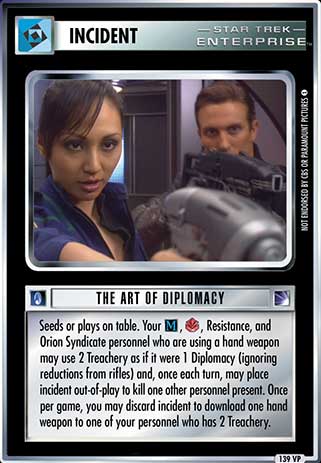 INCIDENT
STAR TREK
ENTERPRISE™
NOT ENDORSED BY CBS OR PARAMOUNT PICTURES
THE ART OF DIPLOMACY
Seeds or plays on table. Your M, , Resistance, and
Orion Syndicate personnel who are using a hand weapon
may use 2 Treachery as if it were 1 Diplomacy (ignoring
reductions from rifles) and, once each turn, may place
incident out-of-play to kill one other personnel present. Once
per game, you may discard incident to download one hand
weapon to one of your personnel who has 2 Treachery.
139 VP